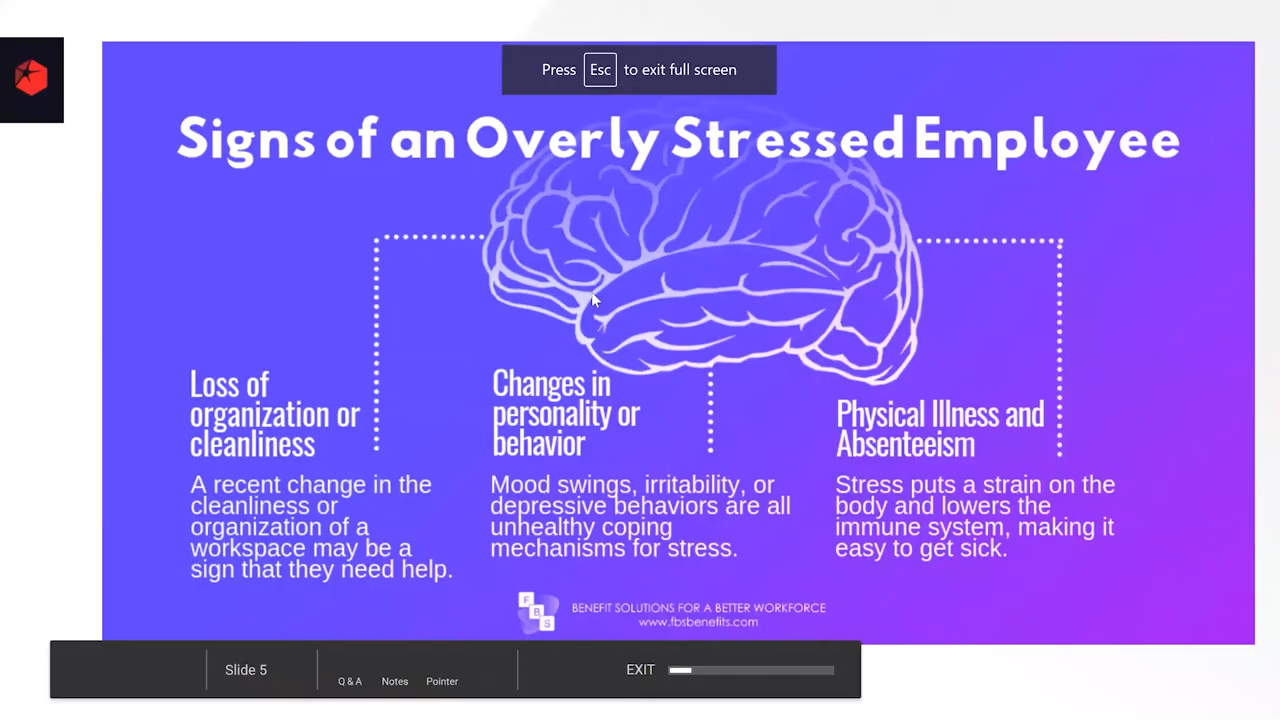 Press Esc to exit full screen
Signs of an Overly Stressed Employee
Loss of
organization or
cleanliness
A recent change in the
cleanliness or
organization of a
workspace may be a
sign that they need help.
Changes in
personality or
behavior
Mood swings, irritability, or
depressive behaviors are all
unhealthy coping
mechanisms for stress.
Physical Illness and
Absenteeism
Stress puts a strain on the
body and lowers the
immune system, making it
easy to get sick.
F
B
S
BENEFIT SOLUTIONS FOR A BETTER WORKFORCE
www.fbsbenefits.com
Slide 5
Q & A
Notes
Pointer
EXIT